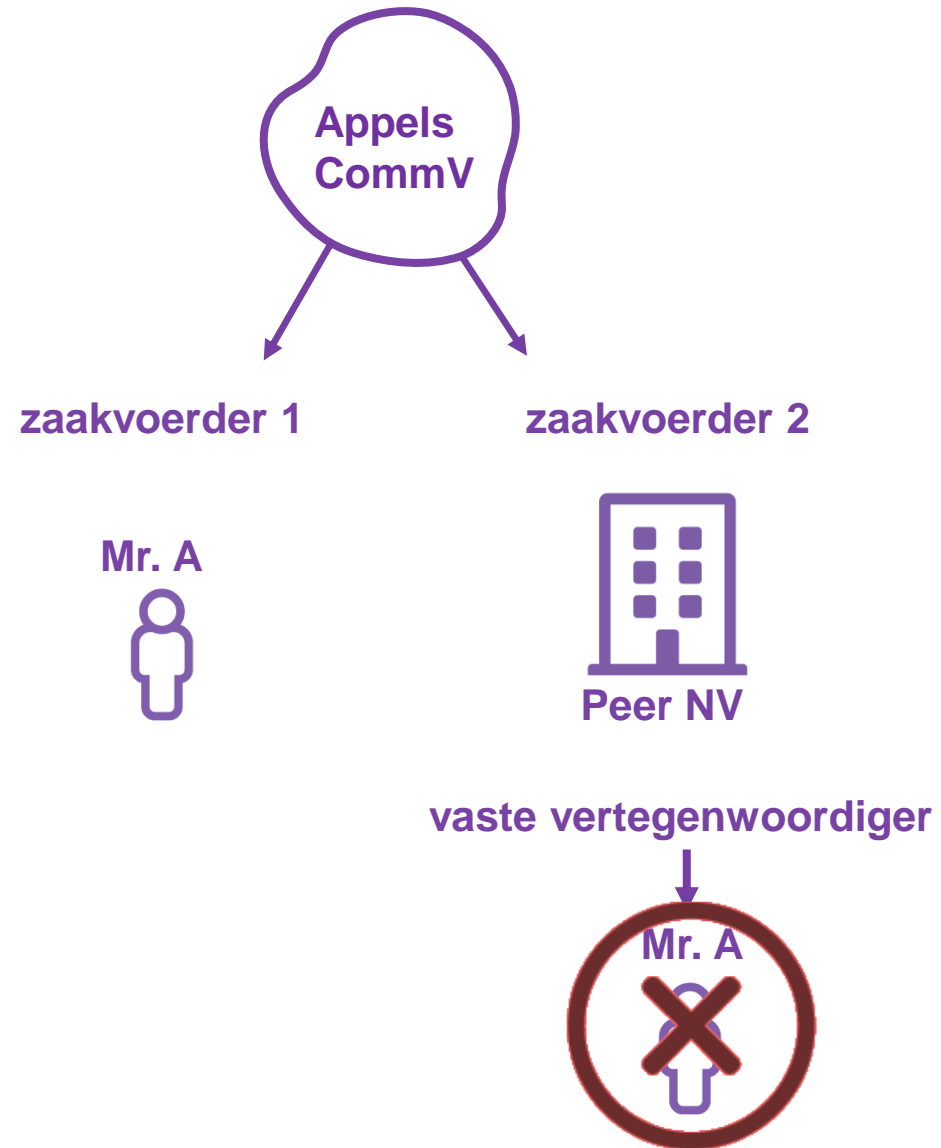 Appels
CommV
zaakvoerder 1
zaakvoerder 2
Mr. A
Peer NV
vaste vertegenwoordiger
Mr. A